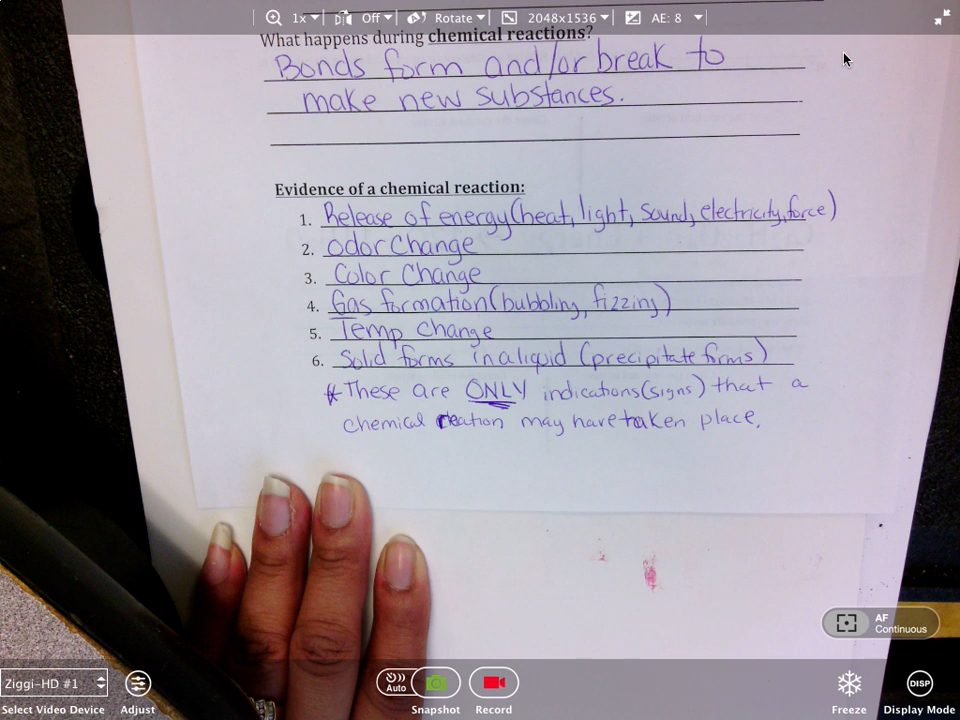 1x Off Rotate 2048x1536 AE: 8
What happens during chemical reactions?
Bonds form and/or break to
make new substances.
Evidence of a chemical reaction:
1. Release of energy(heat, light, sound, electricity, force)
2. odor change
3. Color Change
4. Gas formation(bubbling, fizzing)
5. Temp change
6. Solid forms in a liquid (precipitate forms)
*These are ONLY indications(signs) that a
chemical reation may have taken place.
AF
Continuous
Ziggi-HD #1
Auto
DISP
Select Video Device Adjust Snapshot Record Freeze Display Mode